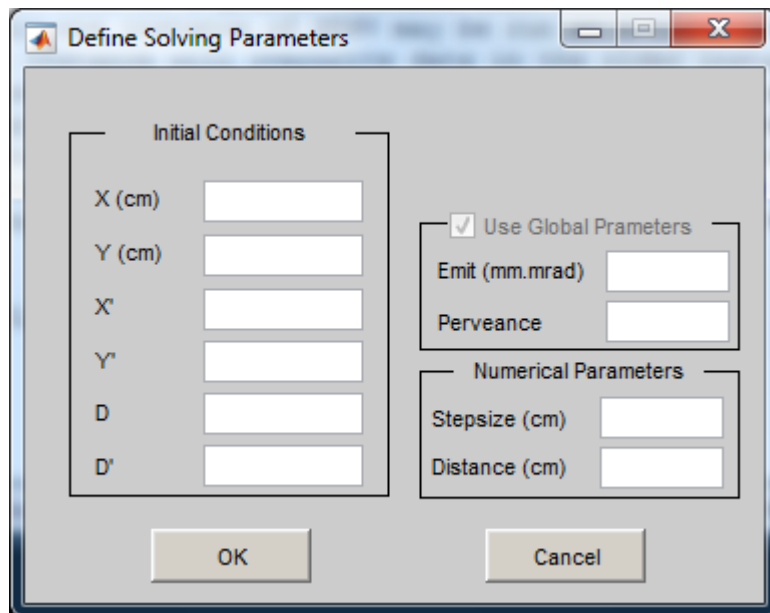 Define Solving Parameters
Initial Conditions
X (cm)
Y (cm)
X'
Y'
D
D'
Use Global Prameters
Emit (mm.mrad)
Perveance
Numerical Parameters
Stepsize (cm)
Distance (cm)
OK
Cancel